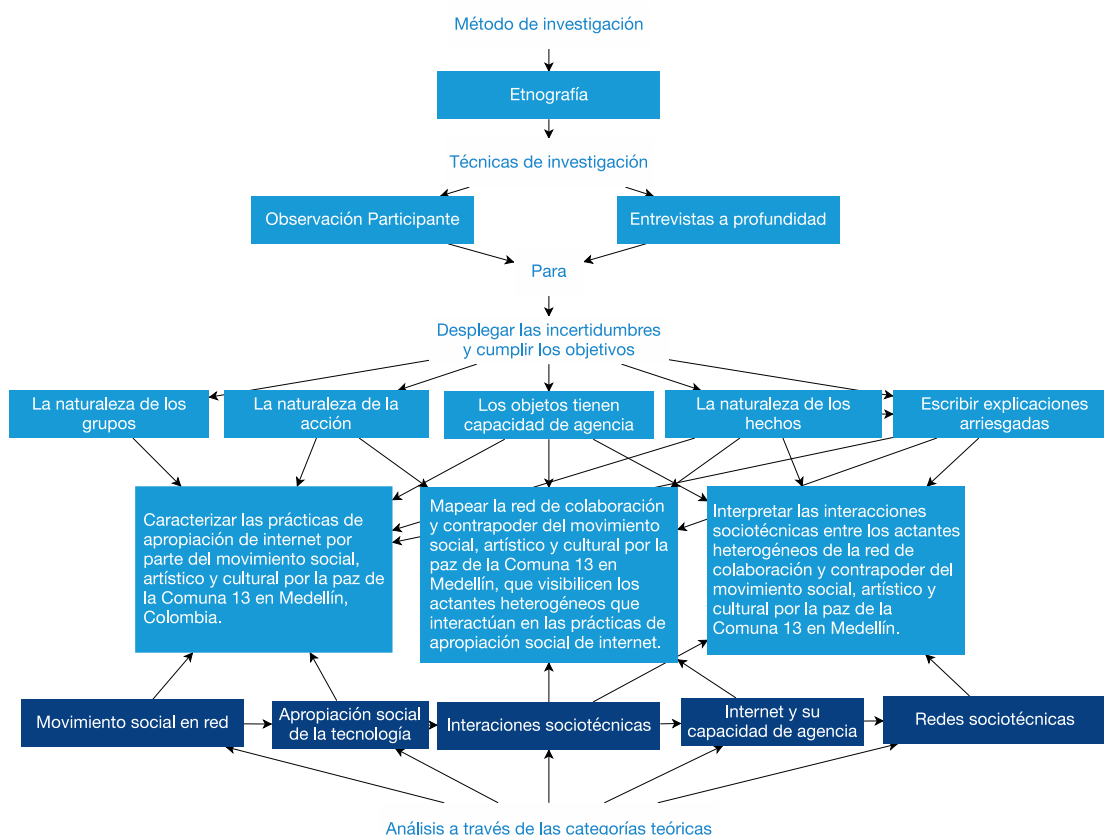 Método de investigación
Etnografía
Técnicas de investigación
Observación Participante
Entrevistas a profundidad
Para
Desplegar las incertidumbres
y cumplir los objetivos
La naturaleza de los
grupos
La naturaleza de la
acción
Los objetos tienen
capacidad de agencia
La naturaleza de los
hechos
Escribir explicaciones
arriesgadas
Caracterizar las prácticas de
apropiación de internet por
parte del movimiento social,
artístico y cultural por la paz de
la Comuna 13 en Medellín,
Colombia.
Mapear la red de colaboración
y contrapoder del movimiento
social, artístico y cultural por la
paz de la Comuna 13 en
Medellín, que visibilicen los
actantes heterogéneos que
interactúan en las prácticas de
apropiación social de internet.
Interpretar las interacciones
sociotécnicas entre los actantes
heterogéneos de la red de
colaboración y contrapoder del
movimiento social, artístico y
cultural por la paz de la
Comuna 13 en Medellín.
Movimiento social en red
Apropiación social
de la tecnología
Interaciones sociotécnicas
Internet y su
capacidad de agencia
Redes sociotécnicas
Análisis a través de las categorías teóricas